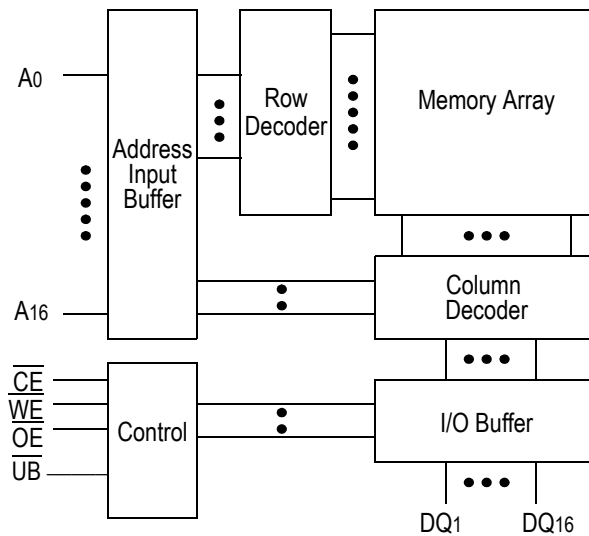 A0
A16
Address
Input
Buffer
Row
Decoder
Memory Array
Column
Decoder
CE
WE
OE
UB
Control
I/O Buffer
DQ1
DQ16